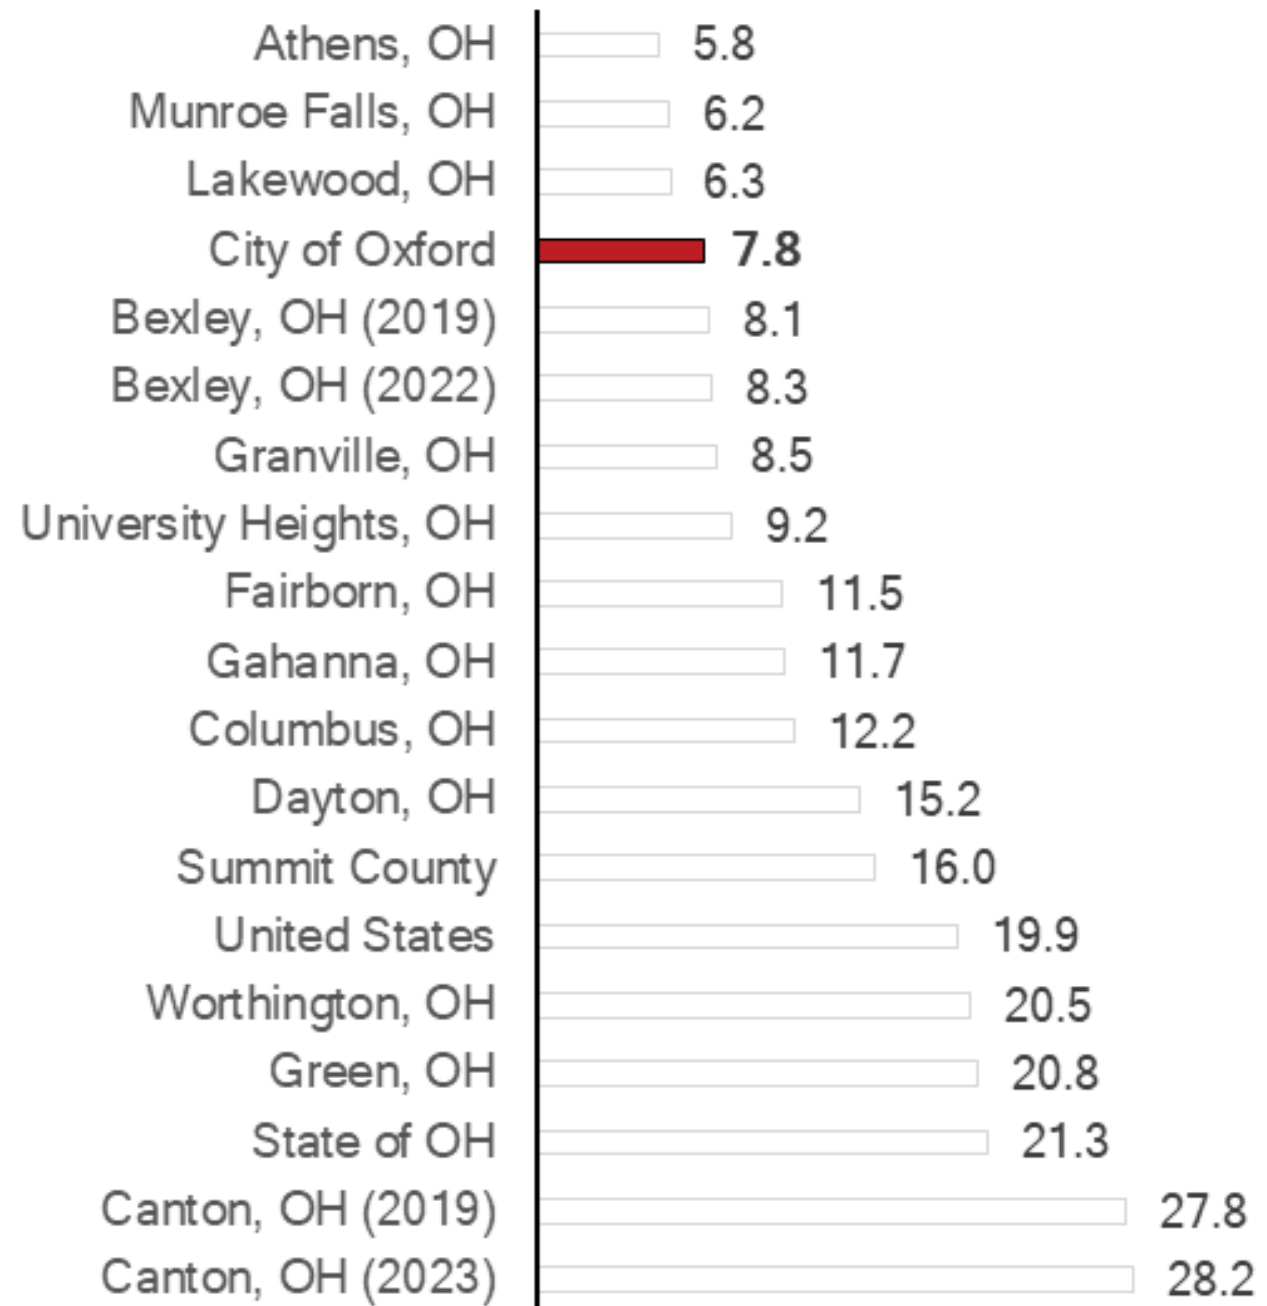 Athens, OH 5.8
Munroe Falls, OH 6.2
Lakewood, OH 6.3
City of Oxford 7.8
Bexley, OH (2019) 8.1
Bexley, OH (2022) 8.3
Granville, OH 8.5
University Heights, OH 9.2
Fairborn, OH 11.5
Gahanna, OH 11.7
Columbus, OH 12.2
Dayton, OH 15.2
Summit County 16.0
United States 19.9
Worthington, OH 20.5
Green, OH 20.8
State of OH 21.3
Canton, OH (2019) 27.8
Canton, OH (2023) 28.2